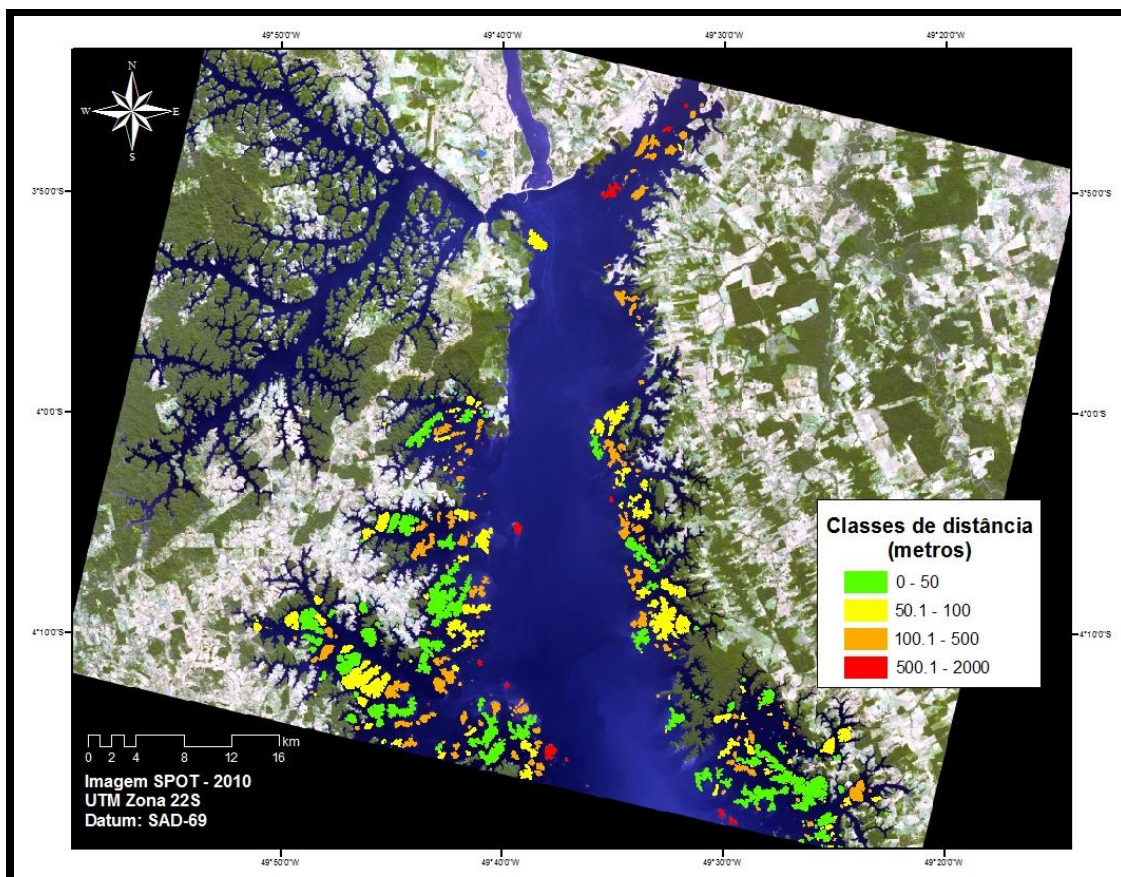 49°50'0"W 49°40'0"W 49°30'0"W 49°20'0"W
N
W E
S
3°50'0"S 3°50'0"S
4°0'0"S 4°0'0"S
4°10'0"S 4°10'0"S
Classes de distância
(metros)
0 - 50
50.1 - 100
100.1 - 500
500.1 - 2000
0 2 4 8 12 16 km
Imagem SPOT - 2010
UTM Zona 22S
Datum: SAD-69
49°50'0"W 49°40'0"W 49°30'0"W 49°20'0"W